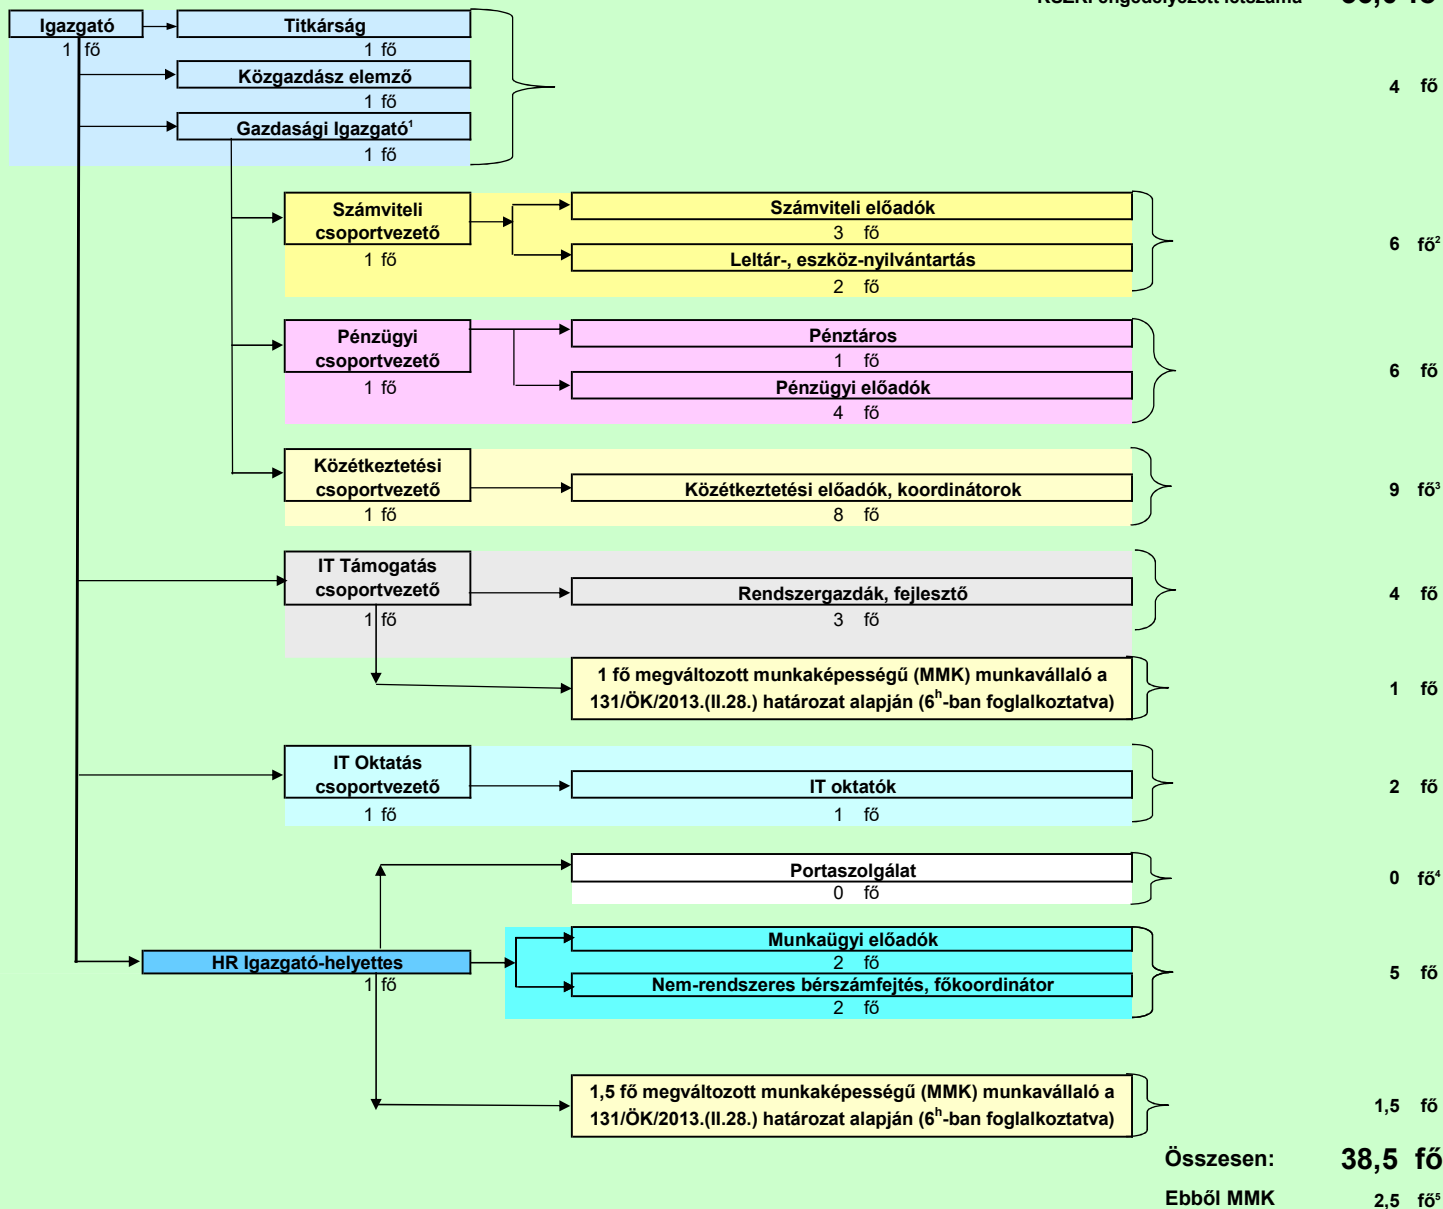 Igazgató
Titkárság
1 fő
1 fő
Közgazdász elemző
4 fő
1 fő
Gazdasági Igazgató¹
1 fő
Számviteli
csoportvezető
1 fő
Számviteli előadók
3 fő
Leltár-, eszköz-nyilvántartás
2 fő
6 fő²
Pénzügyi
csoportvezető
1 fő
Pénztáros
1 fő
Pénzügyi előadók
4 fő
6 fő
Közétkeztetési
csoportvezető
1 fő
Közétkeztetési előadók, koordinátorok
8 fő
9 fő³
IT Támogatás
csoportvezető
1 fő
Rendszergazdák, fejlesztő
3 fő
4 fő
1 fő megváltozott munkaképességű (MMK) munkavállaló a
131/ÖK/2013.(II.28.) határozat alapján (6ʰ-ban foglalkoztatva)
1 fő
IT Oktatás
csoportvezető
1 fő
IT oktatók
1 fő
2 fő
Portaszolgálat
0 fő
0 fő⁴
HR Igazgató-helyettes
1 fő
Munkaügyi előadók
2 fő
Nem-rendszeres bérszámfejtés, főkoordinátor
2 fő
5 fő
1,5 fő megváltozott munkaképességű (MMK) munkavállaló a
131/ÖK/2013.(II.28.) határozat alapján (6ʰ-ban foglalkoztatva)
1,5 fő
Összesen: 38,5 fő
Ebből MMK 2,5 fő⁵